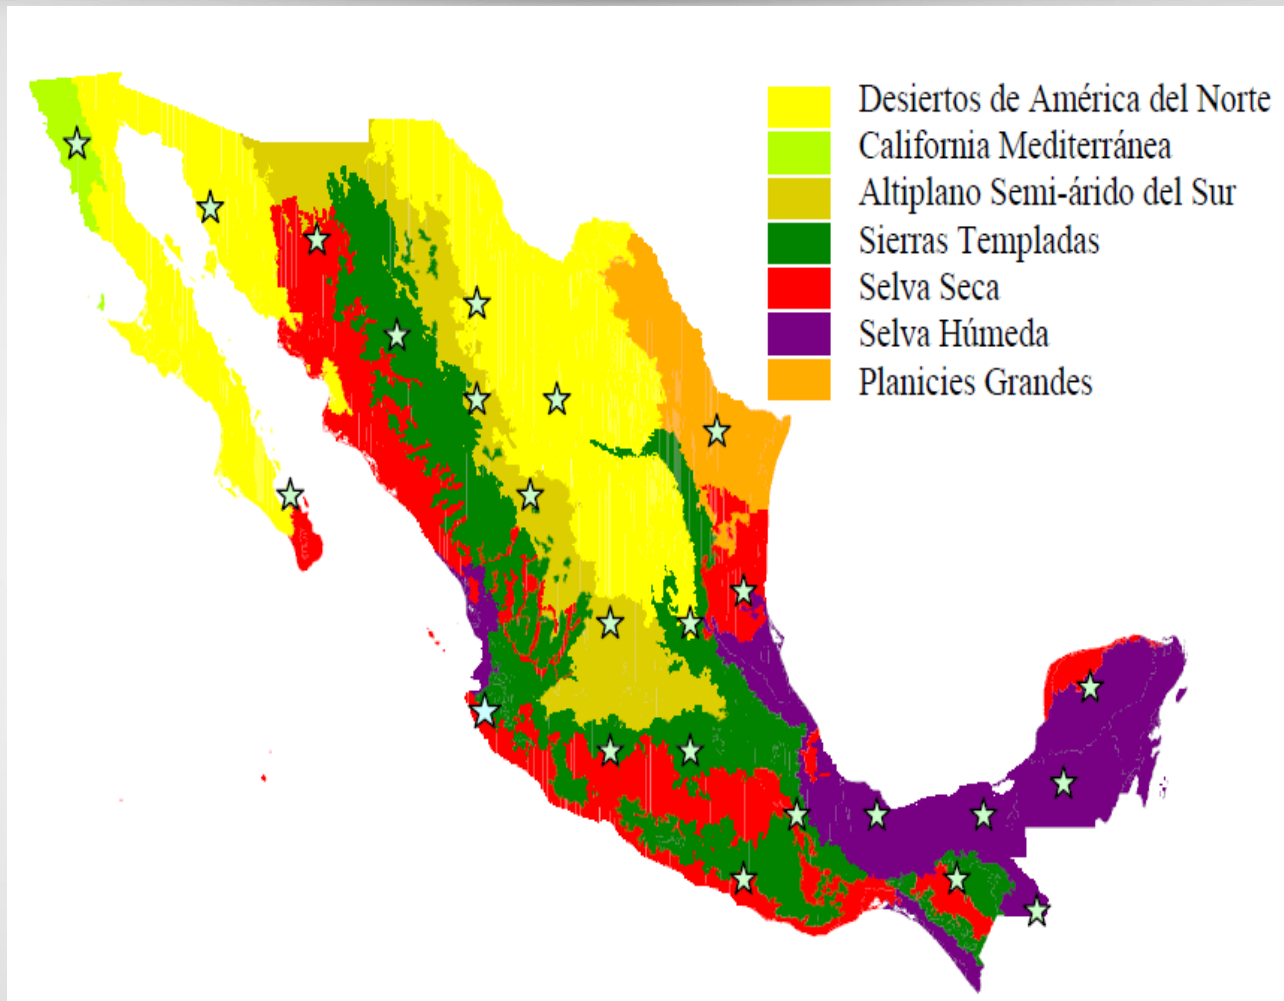 Desiertos de América del Norte
California Mediterránea
Altiplano Semi-árido del Sur
Sierras Templadas
Selva Seca
Selva Húmeda
Planicies Grandes